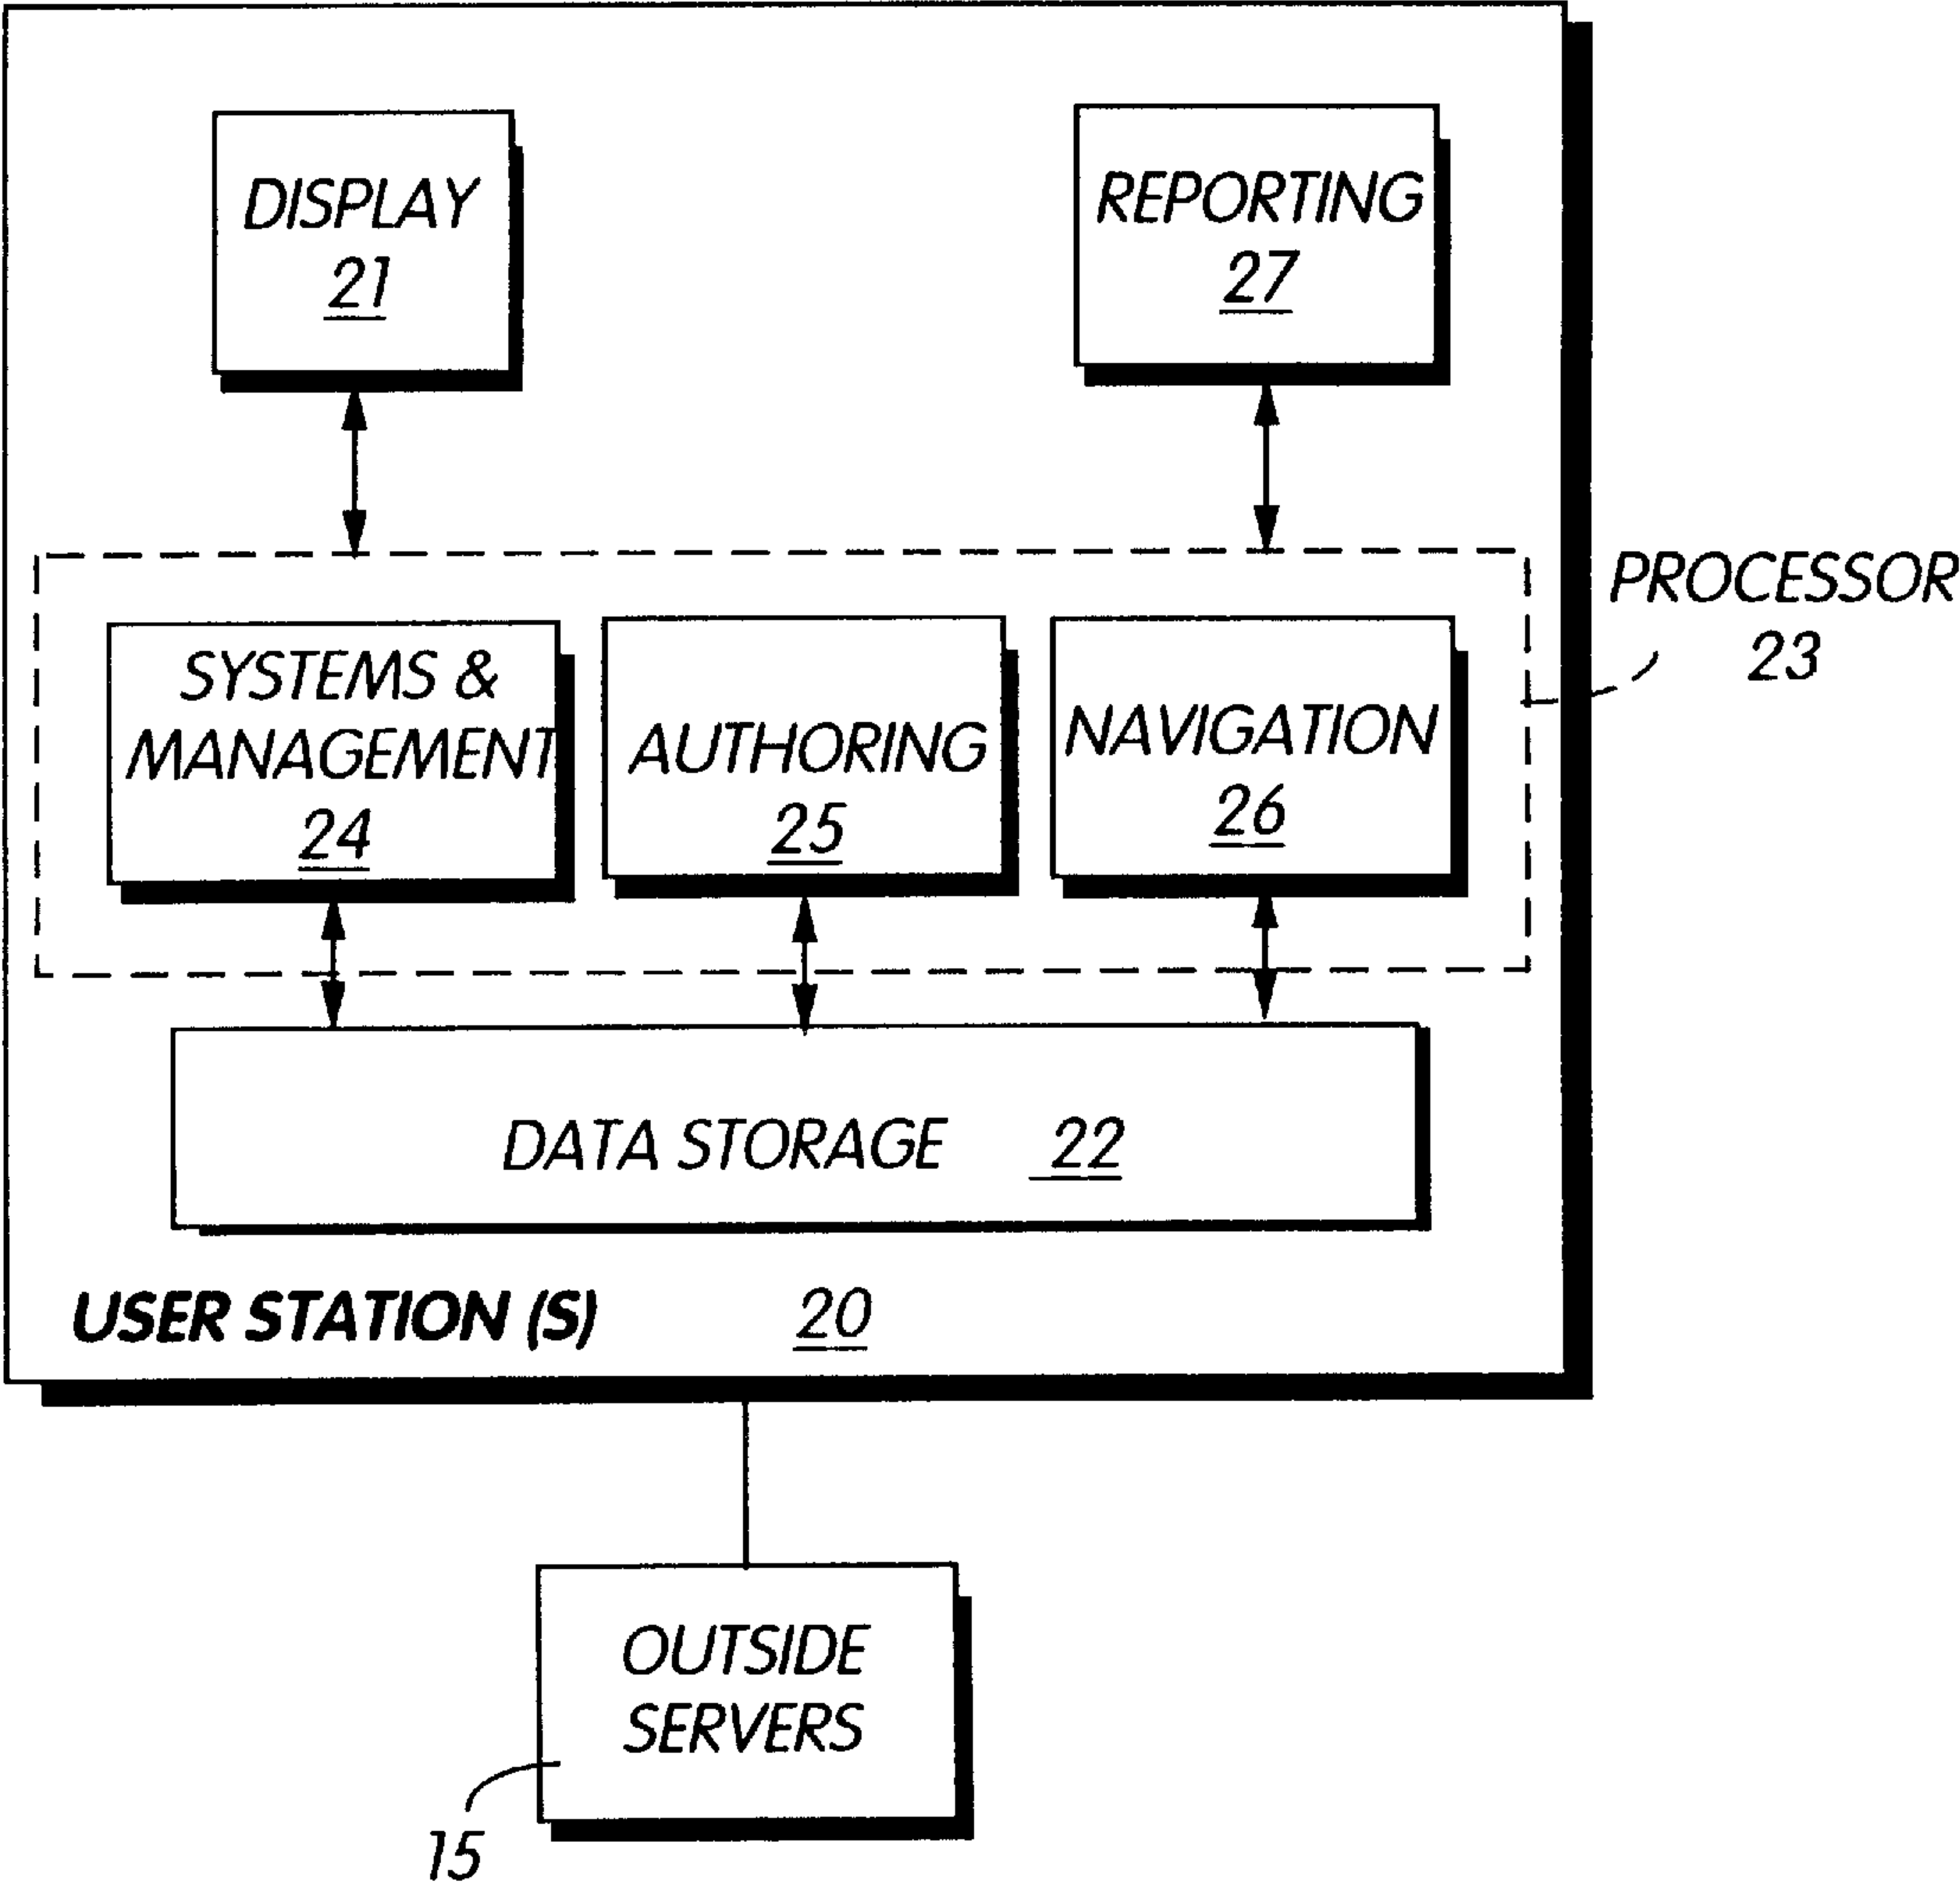 DISPLAY
21
REPORTING
27
PROCESSOR
23
SYSTEMS &
MANAGEMENT
24
AUTHORING
25
NAVIGATION
26
DATA STORAGE 22
USER STATION (S) 20
OUTSIDE
SERVERS
15